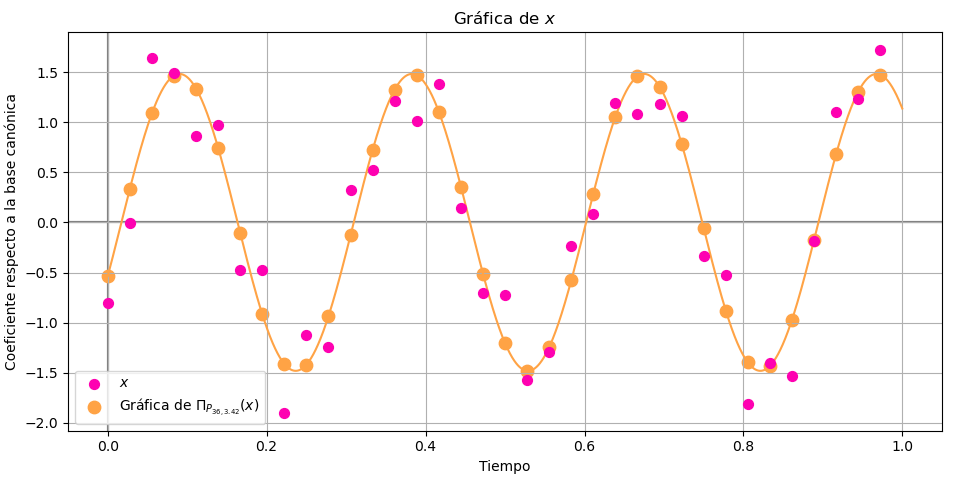 Gráfica de x
Coeficiente respecto a la base canónica
1.5
1.0
0.5
0.0
−0.5
−1.0
−1.5
−2.0
x
Gráfica de Π_{P_{36,3.42}}(x)
0.0 0.2 0.4 0.6 0.8 1.0
Tiempo